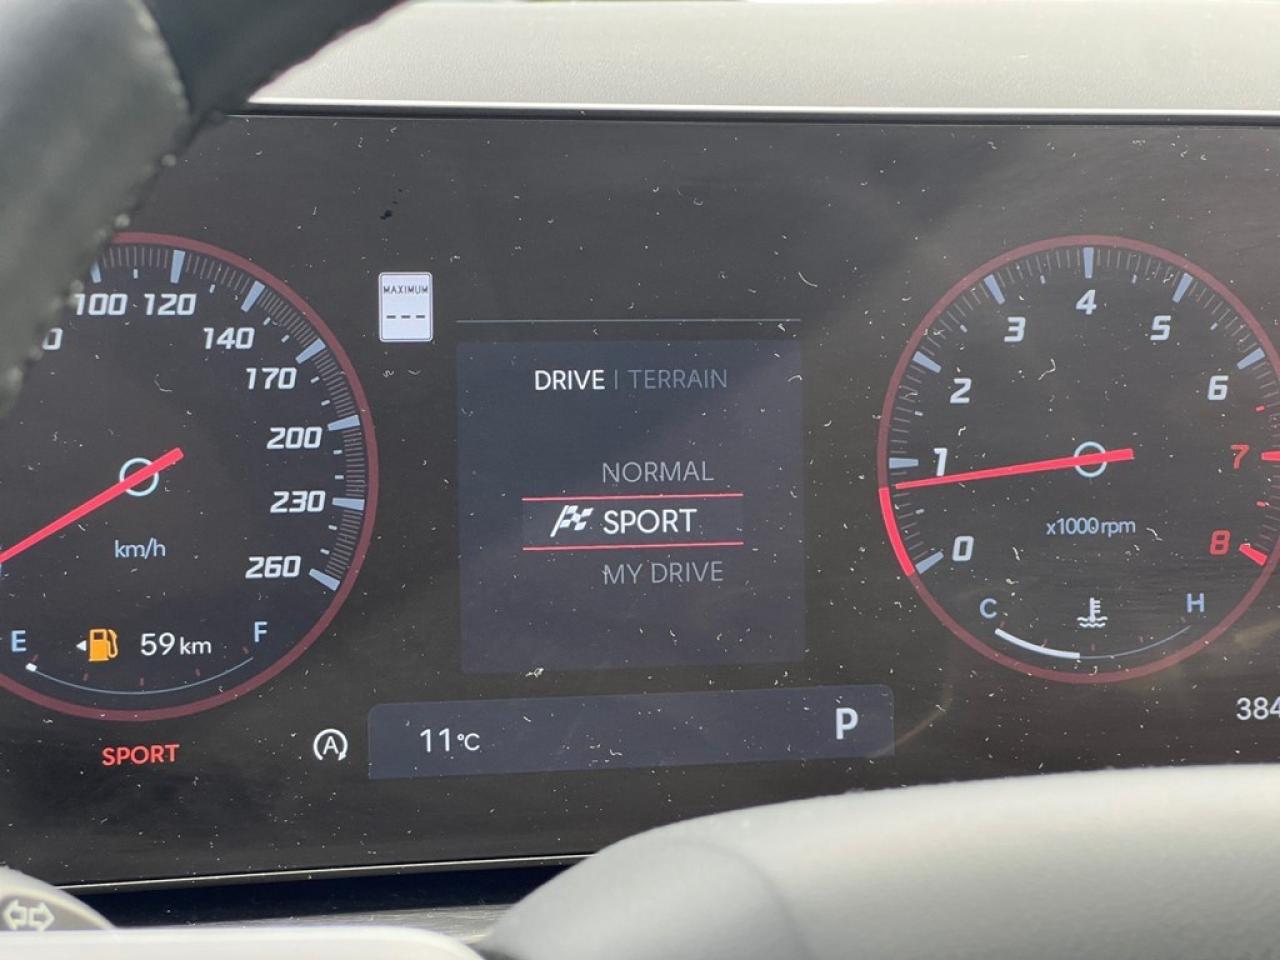 100 120
140
170
200
230
260
km/h
E 59 km F
SPORT
MAXIMUM
---
DRIVE | TERRAIN
NORMAL
SPORT
MY DRIVE
A
11°C P
0 1 2 3 4 5 6 7 8
x1000rpm
C H
384